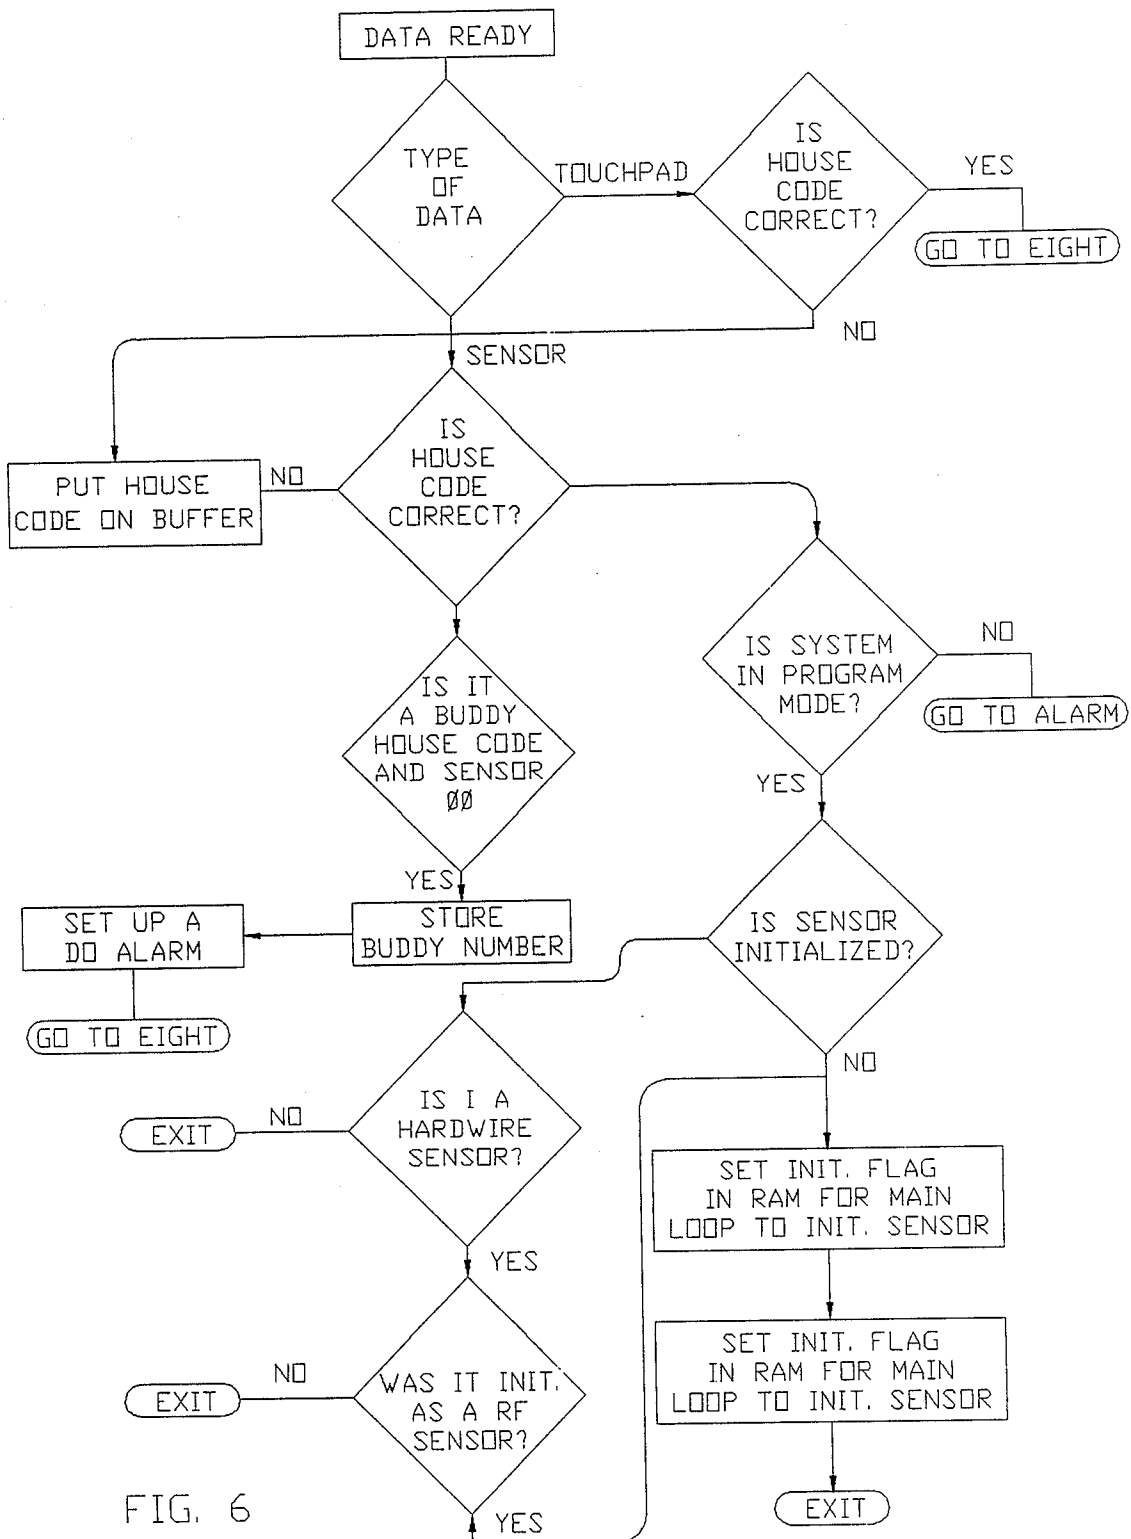 DATA READY
TYPE
OF
DATA
TOUCHPAD
IS
HOUSE
CODE
CORRECT?
YES
GO TO EIGHT
NO
SENSOR
IS
HOUSE
CODE
CORRECT?
NO
PUT HOUSE
CODE ON BUFFER
IS SYSTEM
IN PROGRAM
MODE?
NO
GO TO ALARM
YES
IS IT
A BUDDY
HOUSE CODE
AND SENSOR
ØØ
YES
STORE
BUDDY NUMBER
SET UP A
DO ALARM
GO TO EIGHT
IS SENSOR
INITIALIZED?
NO
IS I A
HARDWIRE
SENSOR?
NO
EXIT
YES
SET INIT. FLAG
IN RAM FOR MAIN
LOOP TO INIT. SENSOR
WAS IT INIT.
AS A RF
SENSOR?
NO
EXIT
YES
SET INIT. FLAG
IN RAM FOR MAIN
LOOP TO INIT. SENSOR
EXIT
FIG. 6